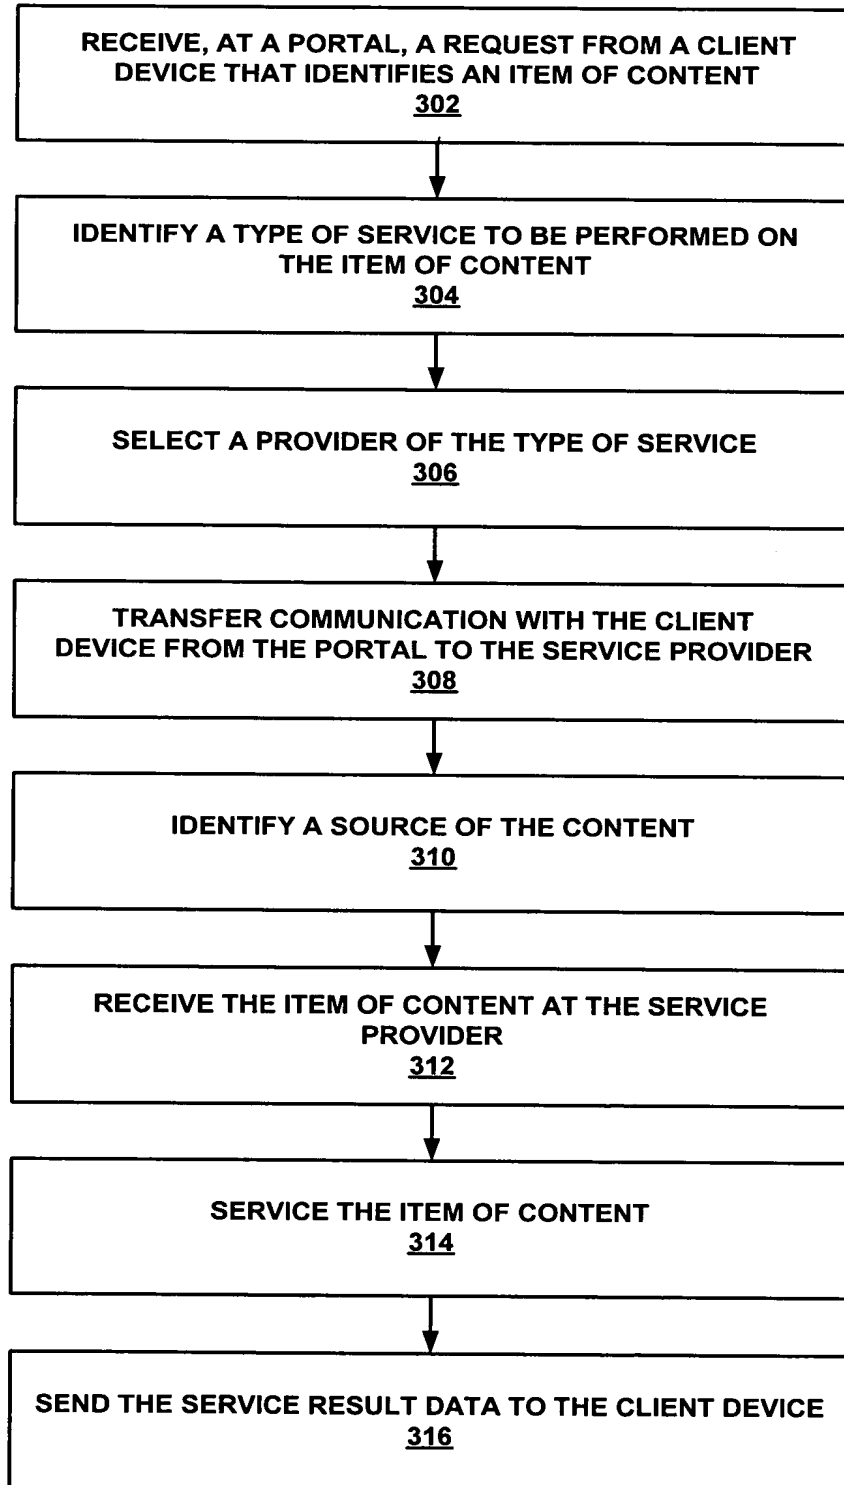 RECEIVE, AT A PORTAL, A REQUEST FROM A CLIENT
DEVICE THAT IDENTIFIES AN ITEM OF CONTENT
302
IDENTIFY A TYPE OF SERVICE TO BE PERFORMED ON
THE ITEM OF CONTENT
304
SELECT A PROVIDER OF THE TYPE OF SERVICE
306
TRANSFER COMMUNICATION WITH THE CLIENT
DEVICE FROM THE PORTAL TO THE SERVICE PROVIDER
308
IDENTIFY A SOURCE OF THE CONTENT
310
RECEIVE THE ITEM OF CONTENT AT THE SERVICE
PROVIDER
312
SERVICE THE ITEM OF CONTENT
314
SEND THE SERVICE RESULT DATA TO THE CLIENT DEVICE
316